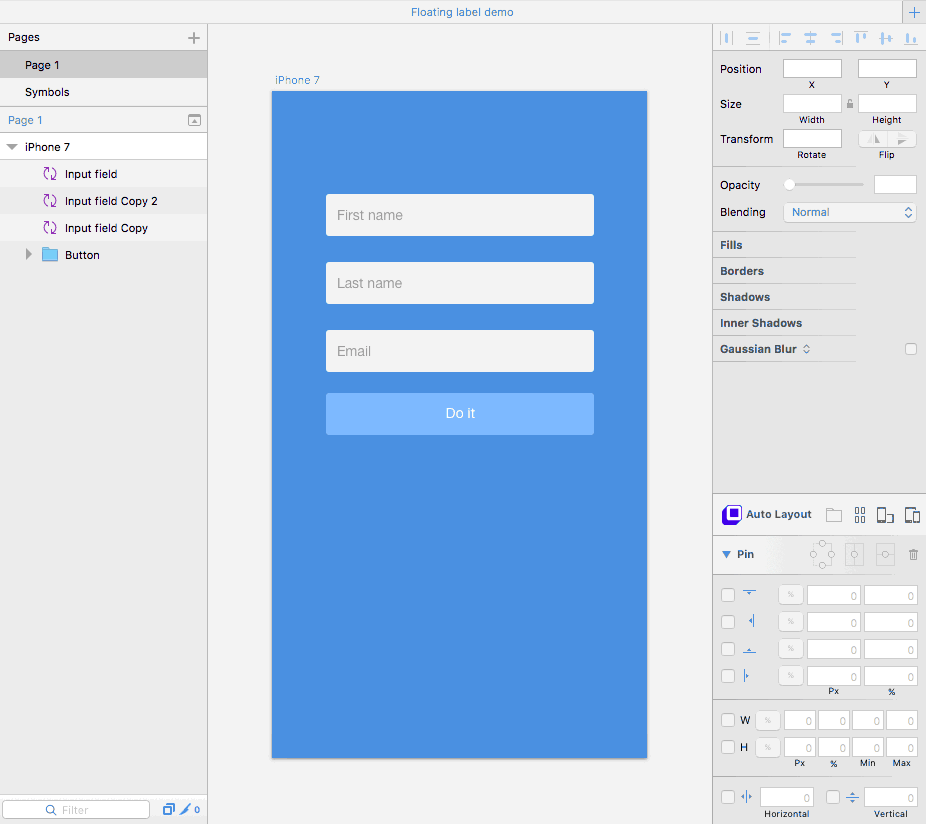 Floating label demo
Pages
Page 1
Symbols
Page 1
iPhone 7
Input field
Input field Copy 2
Input field Copy
Button
Filter
0
iPhone 7
First name
Last name
Email
Do it
Position
X
Y
Size
Width
Height
Transform
Rotate
Flip
Opacity
Blending
Normal
Fills
Borders
Shadows
Inner Shadows
Gaussian Blur
Auto Layout
Pin
% 0 0
% 0 0
% 0 0
% 0 0
Px %
W % 0 0 0 0
H % 0 0 0 0
Px % Min Max
0 0
Horizontal Vertical